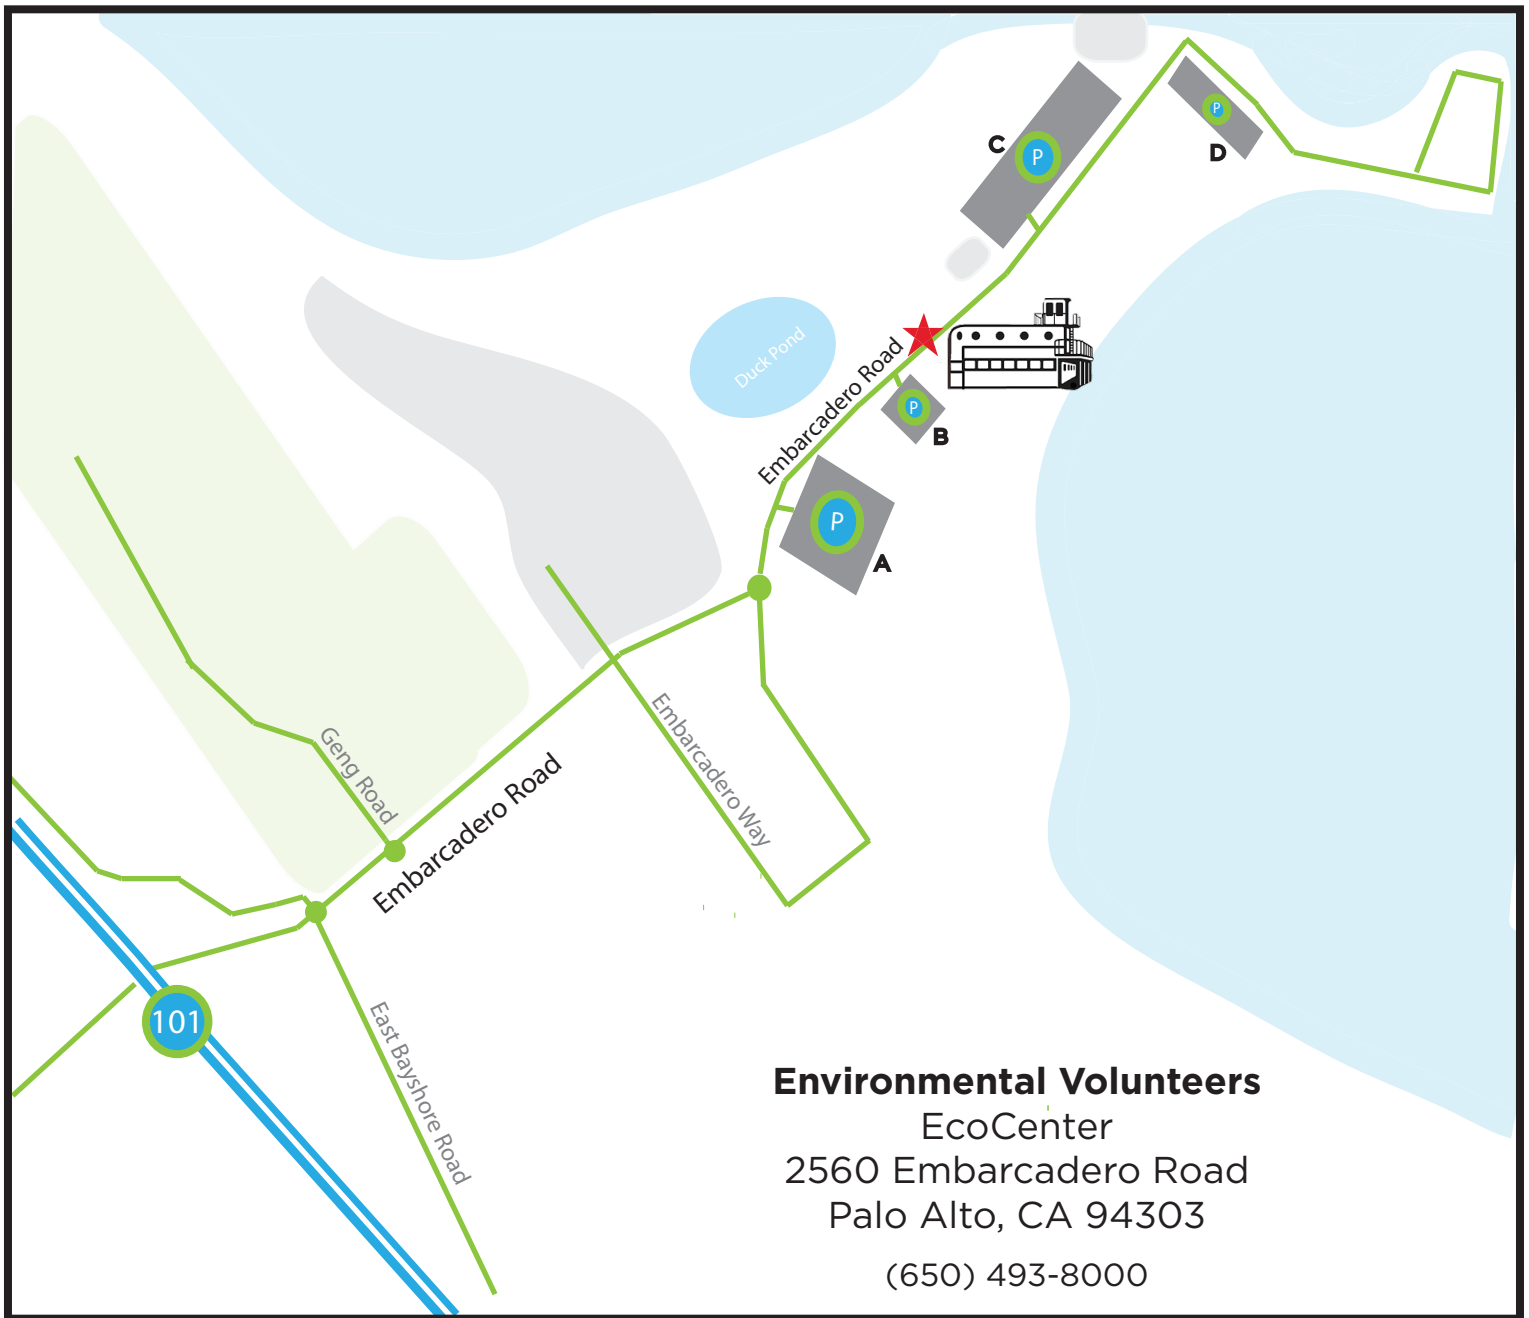 P
D
C
P
Duck Pond
Embarcadero Road
P
B
P
A
Geng Road
Embarcadero Way
Embarcadero Road
101
East Bayshore Road
Environmental Volunteers
EcoCenter
2560 Embarcadero Road
Palo Alto, CA 94303
(650) 493-8000